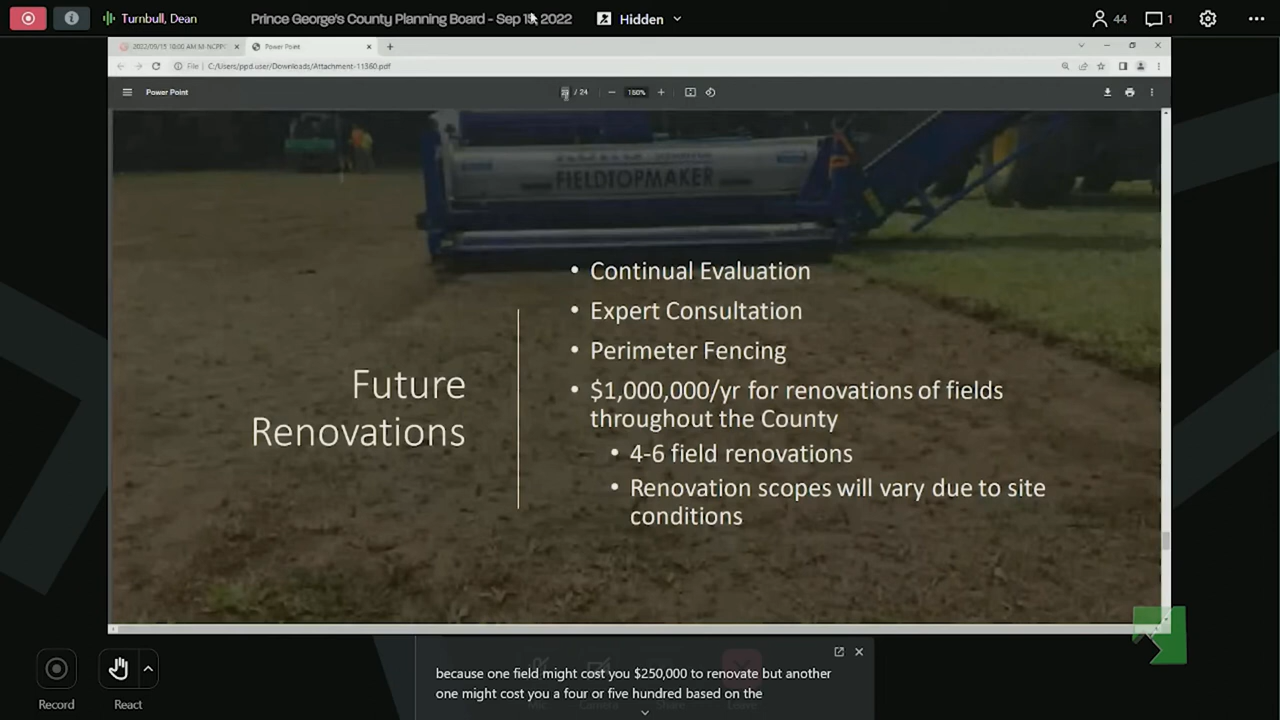 Turnbull, Dean
Prince George's County Planning Board - Sep 15, 2022
Hidden
44
1
Power Point
File
C:/Users/ppd.user/Downloads/Attachment-11360.pdf
Power Point
/ 24
150%
FIELDTOPMAKER
Future
Renovations
• Continual Evaluation
• Expert Consultation
• Perimeter Fencing
• $1,000,000/yr for renovations of fields
throughout the County
• 4-6 field renovations
• Renovation scopes will vary due to site
conditions
because one field might cost you $250,000 to renovate but another
one might cost you a four or five hundred based on the
Record
React